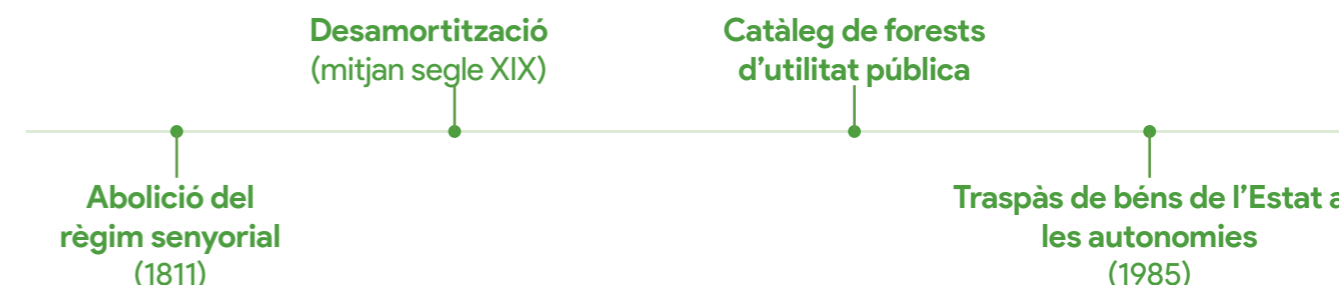 Desamortització
(mitjan segle XIX)
Catàleg de forests
d’utilitat pública
Abolició del
règim senyorial
(1811)
Traspàs de béns de l’Estat a
les autonomies
(1985)